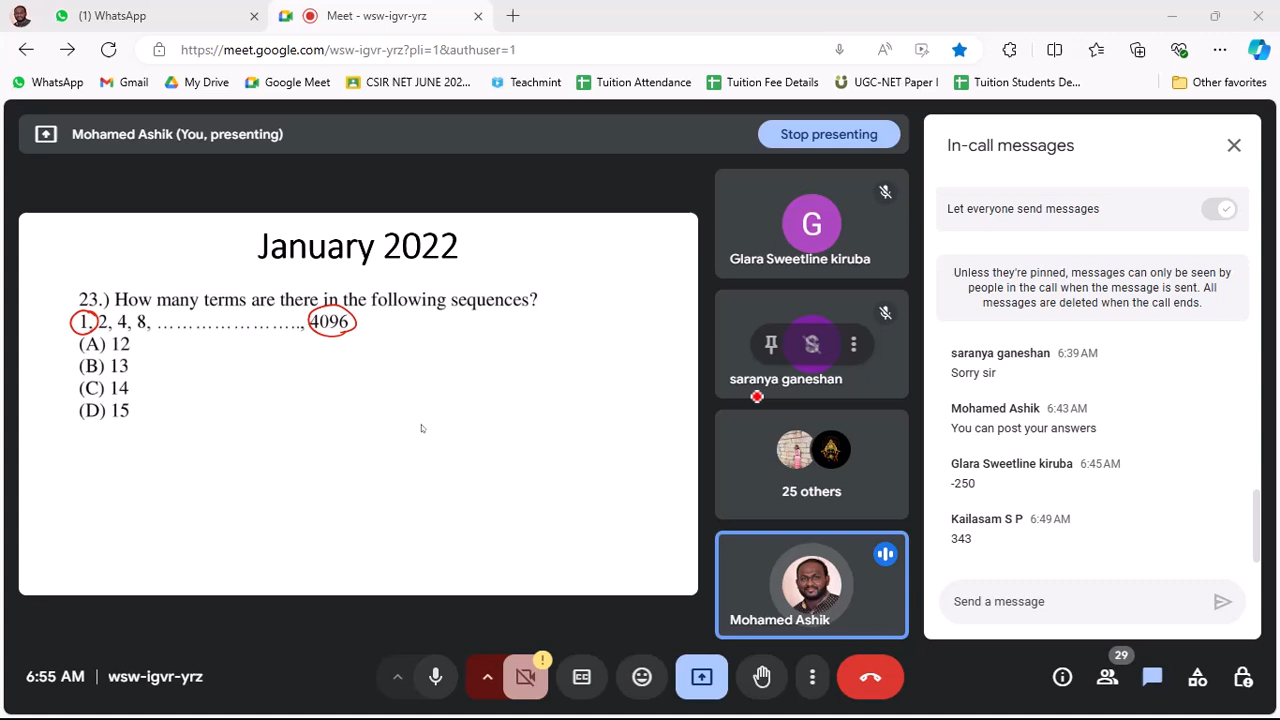 (1) WhatsApp
Meet - wsw-igvr-yrz
https://meet.google.com/wsw-igvr-yrz?pli=1&authuser=1
WhatsApp
Gmail
My Drive
Google Meet
CSIR NET JUNE 202...
Teachmint
Tuition Attendance
Tuition Fee Details
UGC-NET Paper I
Tuition Students De...
Other favorites
Mohamed Ashik (You, presenting)
Stop presenting
January 2022
23.) How many terms are there in the following sequences?
1, 2, 4, 8, …………………., 4096
(A) 12
(B) 13
(C) 14
(D) 15
G
Glara Sweetline kiruba
S
saranya ganeshan
25 others
Mohamed Ashik
In-call messages
Let everyone send messages
Unless they're pinned, messages can only be seen by
people in the call when the message is sent. All
messages are deleted when the call ends.
saranya ganeshan 6:39 AM
Sorry sir
Mohamed Ashik 6:43 AM
You can post your answers
Glara Sweetline kiruba 6:45 AM
-250
Kailasam S P 6:49 AM
343
Send a message
6:55 AM | wsw-igvr-yrz
29